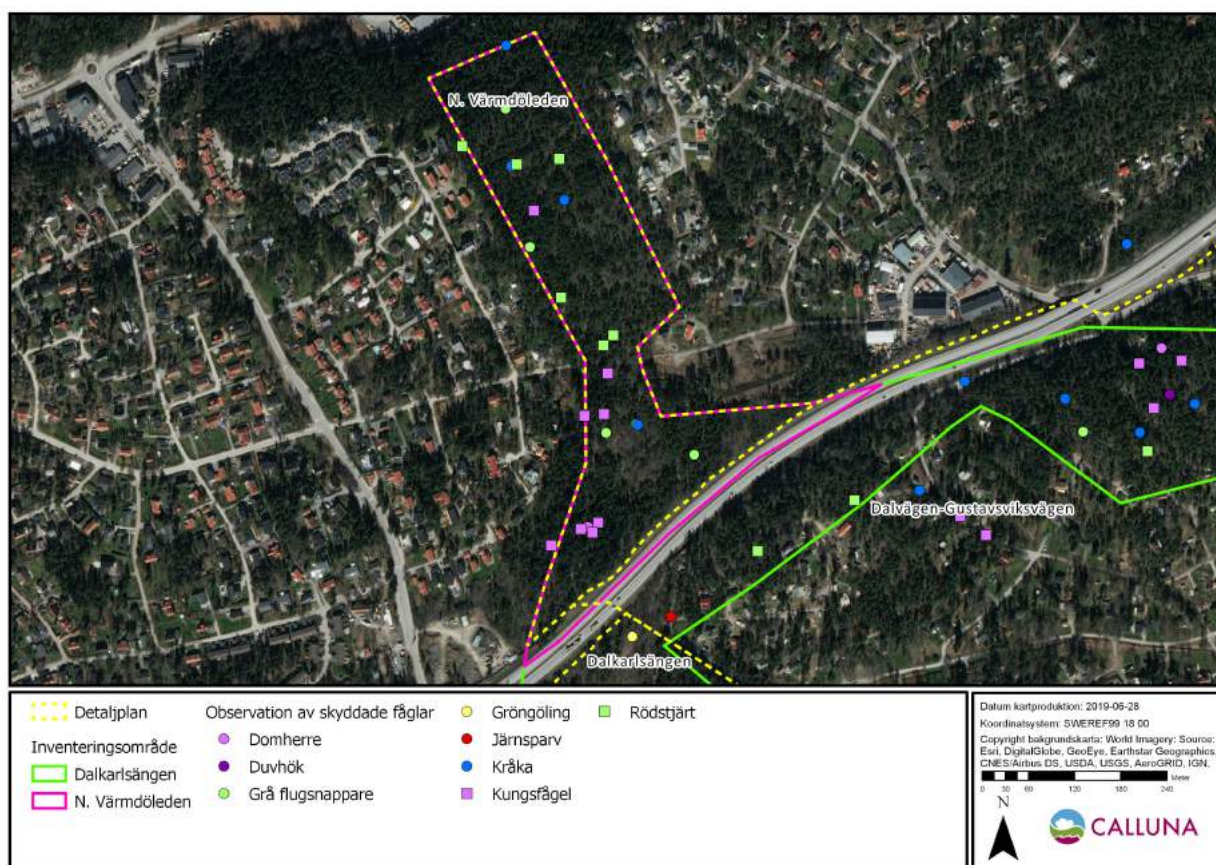 N. Värmdöleden
Dalvägen-Gustavsviksvägen
Dalkarlsängen
Detaljplan
Inventeringsområde
Dalkarlsängen
N. Värmdöleden
Observation av skyddade fåglar
Domherre
Duvhök
Grå flugsnappare
Gröngöling
Järnsparv
Kråka
Kungsfågel
Rödstjärt
Datum kartproduktion: 2019-06-28
Koordinatsystem: SWEREF99 18 00
Copyright bakgrundskarta: World Imagery: Source:
Esri, DigitalGlobe, GeoEye, Earthstar Geographics,
CNES/Airbus DS, USDA, USGS, AeroGRID, IGN,
Meter
0 30 60 120 180 240
N
CALLUNA